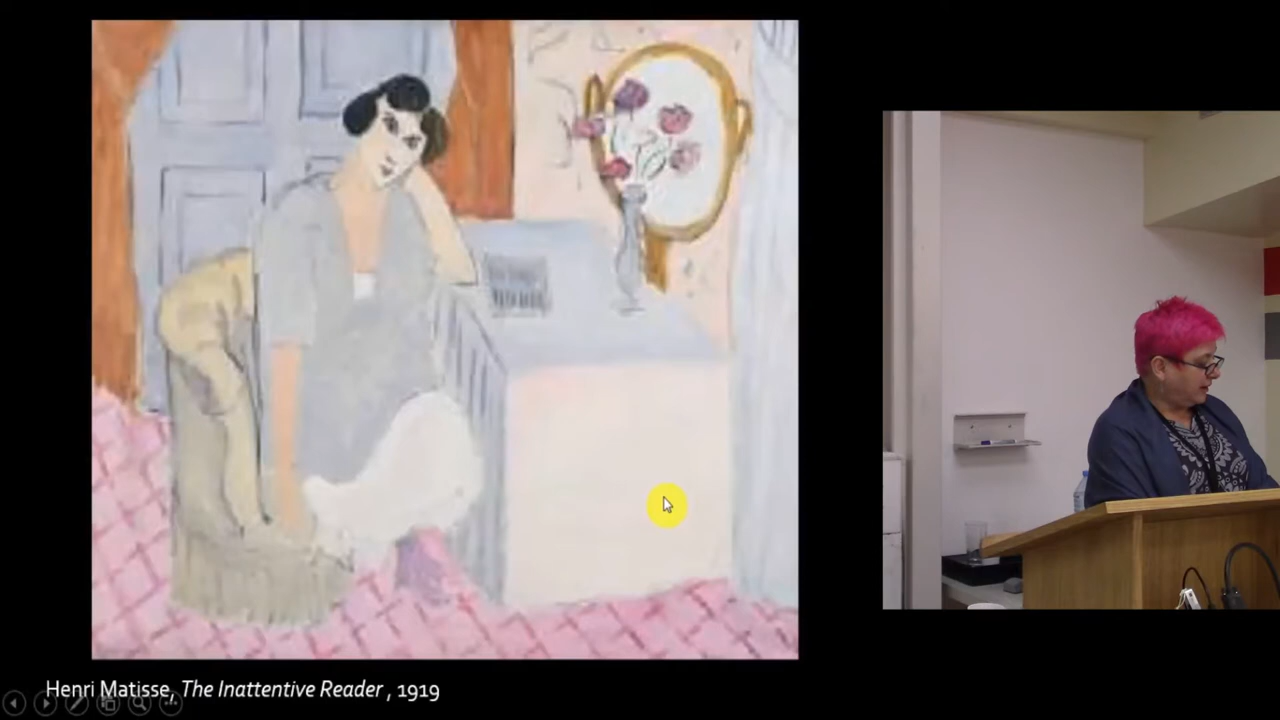 Henri Matisse, The Inattentive Reader , 1919